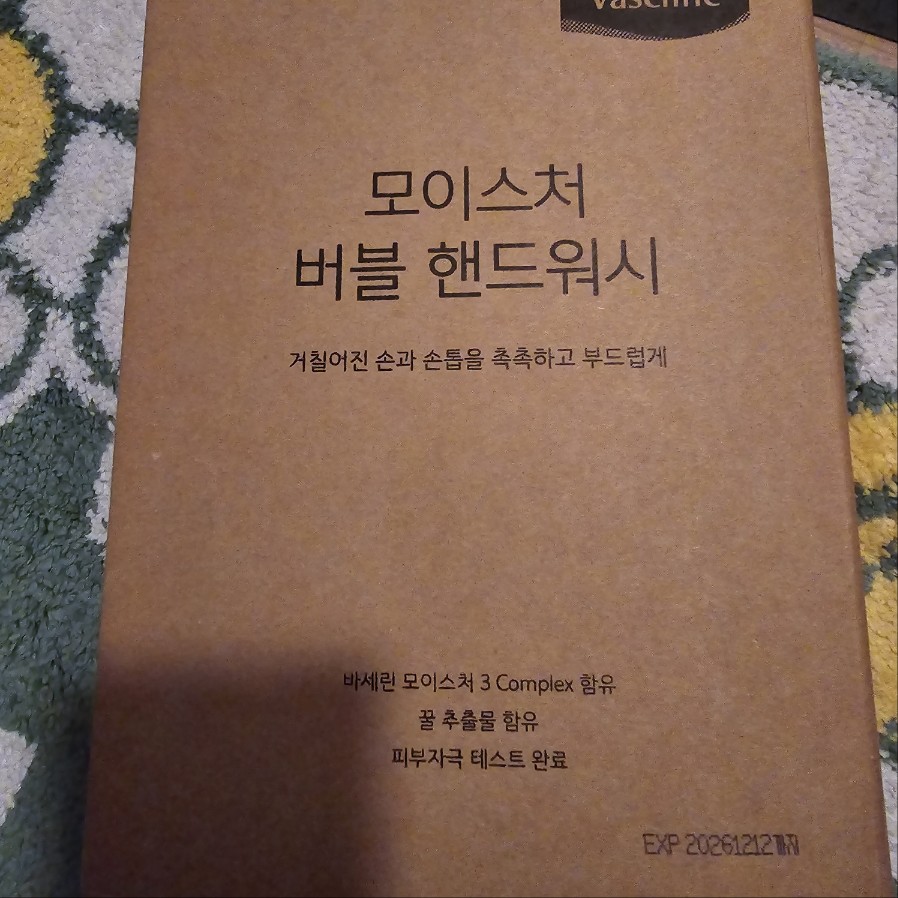 Vaseline
모이스처
버블 핸드워시
거칠어진 손과 손톱을 촉촉하고 부드럽게
바세린 모이스처 3 Complex 함유
꿀 추출물 함유
피부자극 테스트 완료
EXP 20261212까지